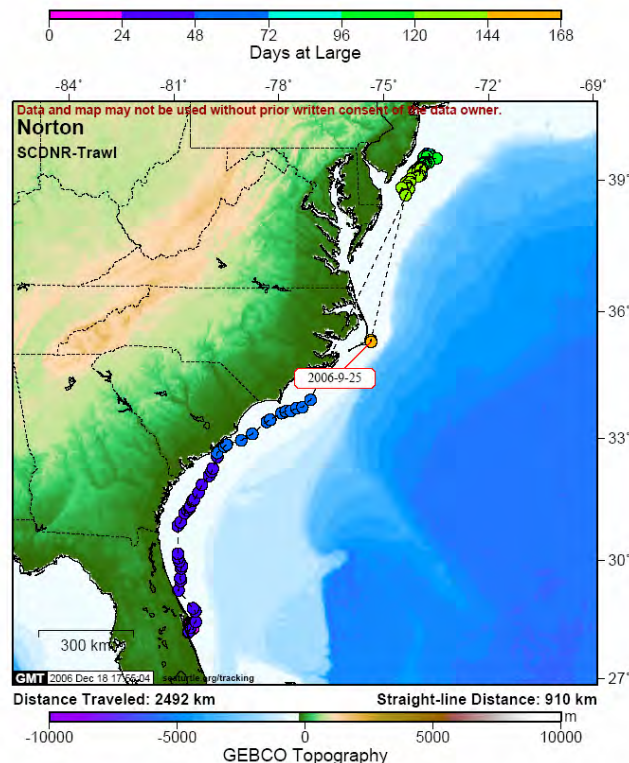 0 24 48 72 96 120 144 168
Days at Large
-84° -81° -78° -75° -72° -69°
Data and map may not be used without prior written consent of the data owner.
Norton
SCDNR-Trawl
39°
36°
2006-9-25
33°
30°
300 km
27°
GMT 2006 Dec 18 17:55:04 seaturtle.org/tracking
Distance Traveled: 2492 km Straight-line Distance: 910 km
m
-10000 -5000 0 5000 10000
GEBCO Topography